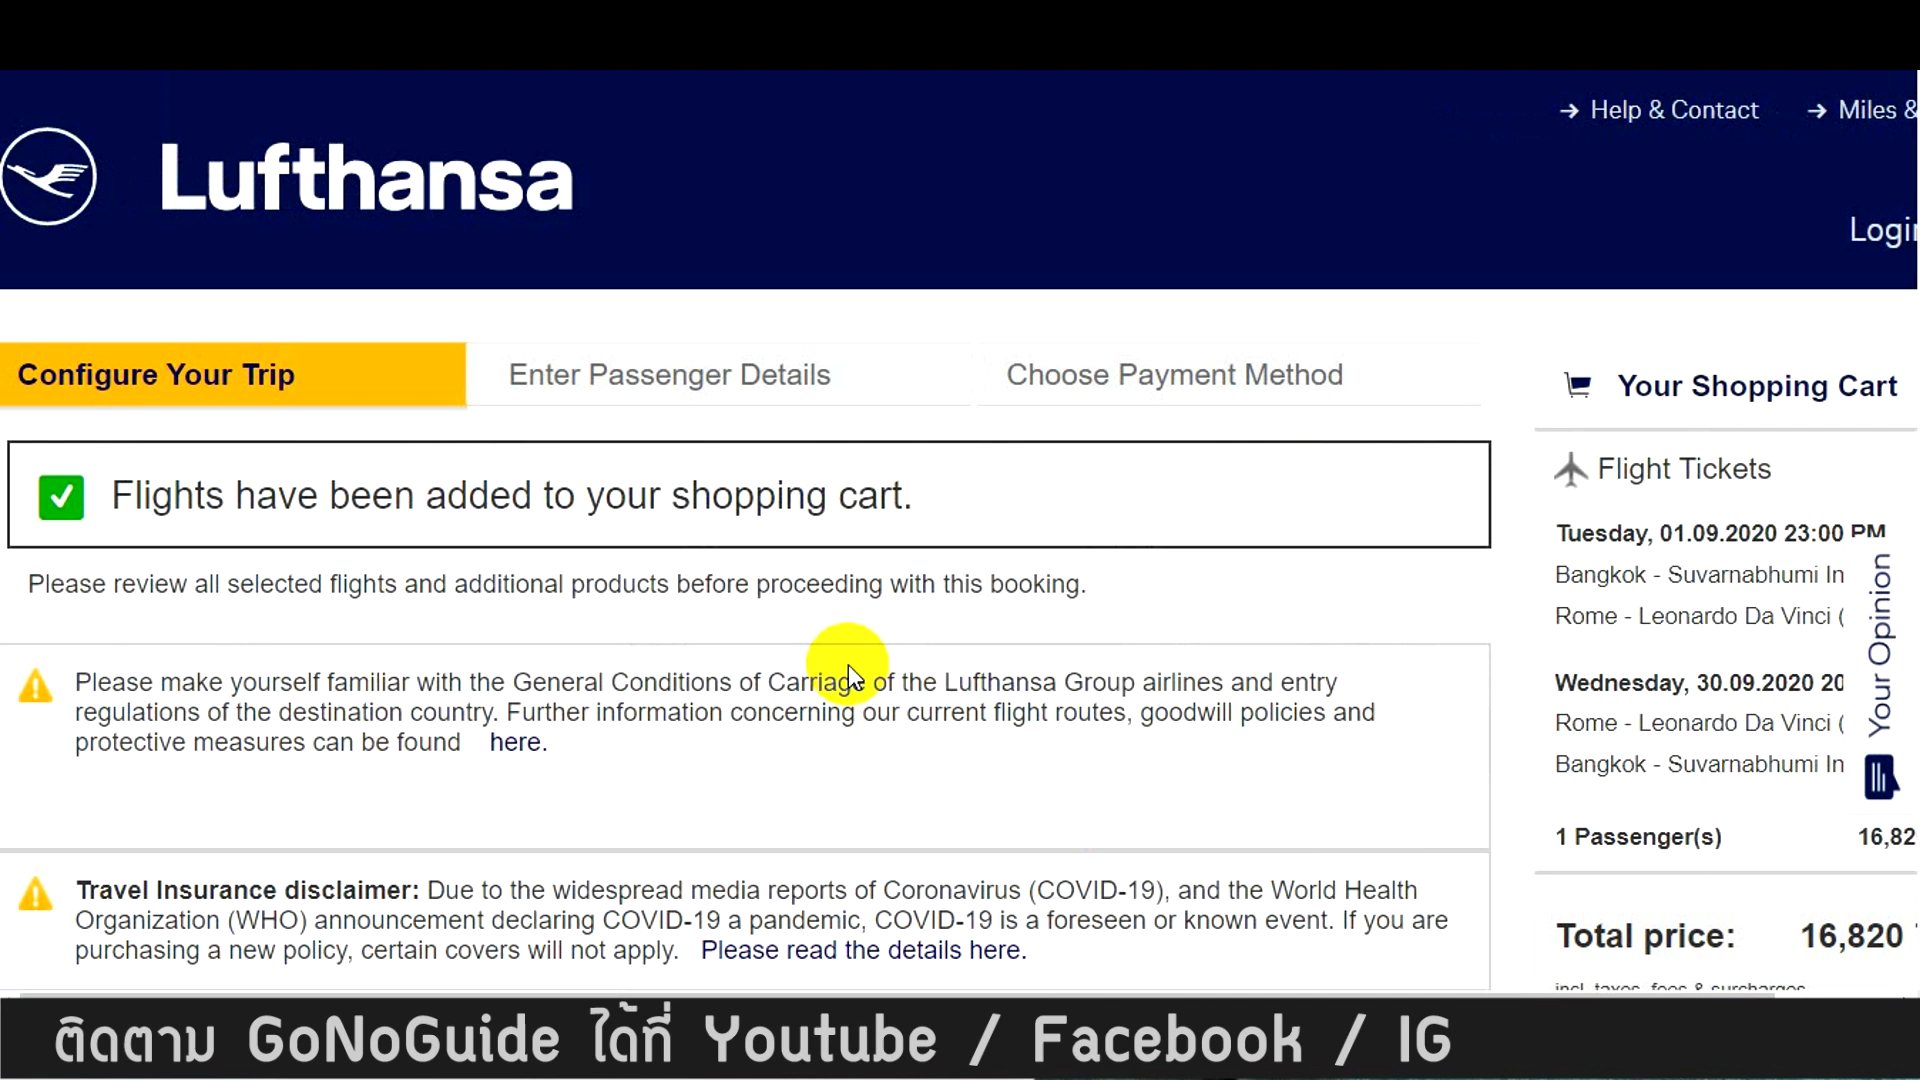 Help & Contact
Miles &
Lufthansa
Configure Your Trip
Enter Passenger Details
Choose Payment Method
Your Shopping Cart
Flights have been added to your shopping cart.
Please review all selected flights and additional products before proceeding with this booking.
Please make yourself familiar with the General Conditions of Carriage of the Lufthansa Group airlines and entry
regulations of the destination country. Further information concerning our current flight routes, goodwill policies and
protective measures can be found here.
Travel Insurance disclaimer: Due to the widespread media reports of Coronavirus (COVID-19), and the World Health
Organization (WHO) announcement declaring COVID-19 a pandemic, COVID-19 is a foreseen or known event. If you are
purchasing a new policy, certain covers will not apply. Please read the details here.
Flight Tickets
Tuesday, 01.09.2020 23:00 PM
Bangkok - Suvarnabhumi In
Rome - Leonardo Da Vinci (
Wednesday, 30.09.2020 20
Rome - Leonardo Da Vinci (
Bangkok - Suvarnabhumi In
Your Opinion
1 Passenger(s) 16,82
Total price: 16,820
incl. taxes, fees & surcharges
ติดตาม GoNoGuide ได้ที่ Youtube / Facebook / IG